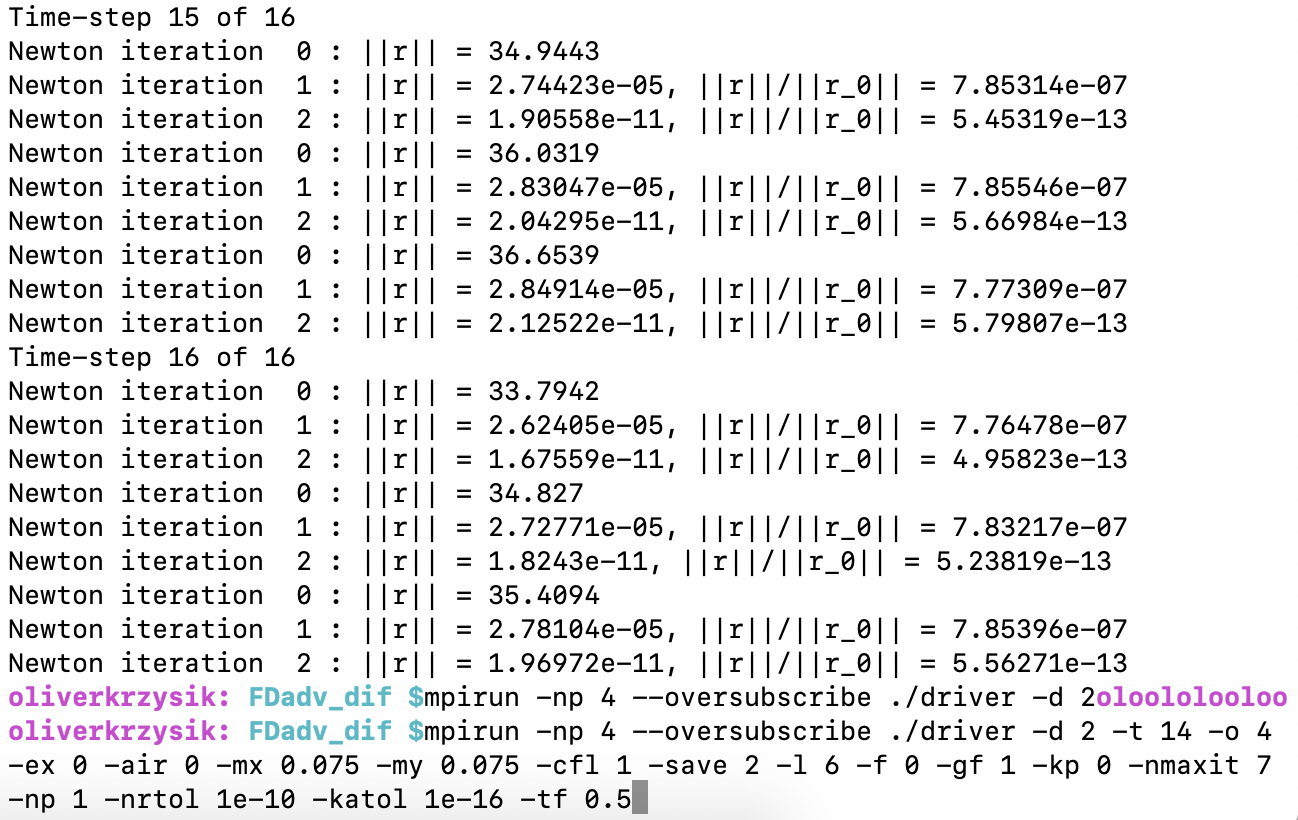 Time-step 15 of 16
Newton iteration  0 : ||r|| = 34.9443
Newton iteration  1 : ||r|| = 2.74423e-05, ||r||/||r_0|| = 7.85314e-07
Newton iteration  2 : ||r|| = 1.90558e-11, ||r||/||r_0|| = 5.45319e-13
Newton iteration  0 : ||r|| = 36.0319
Newton iteration  1 : ||r|| = 2.83047e-05, ||r||/||r_0|| = 7.85546e-07
Newton iteration  2 : ||r|| = 2.04295e-11, ||r||/||r_0|| = 5.66984e-13
Newton iteration  0 : ||r|| = 36.6539
Newton iteration  1 : ||r|| = 2.84914e-05, ||r||/||r_0|| = 7.77309e-07
Newton iteration  2 : ||r|| = 2.12522e-11, ||r||/||r_0|| = 5.79807e-13
Time-step 16 of 16
Newton iteration  0 : ||r|| = 33.7942
Newton iteration  1 : ||r|| = 2.62405e-05, ||r||/||r_0|| = 7.76478e-07
Newton iteration  2 : ||r|| = 1.67559e-11, ||r||/||r_0|| = 4.95823e-13
Newton iteration  0 : ||r|| = 34.827
Newton iteration  1 : ||r|| = 2.72771e-05, ||r||/||r_0|| = 7.83217e-07
Newton iteration  2 : ||r|| = 1.8243e-11, ||r||/||r_0|| = 5.23819e-13
Newton iteration  0 : ||r|| = 35.4094
Newton iteration  1 : ||r|| = 2.78104e-05, ||r||/||r_0|| = 7.85396e-07
Newton iteration  2 : ||r|| = 1.96972e-11, ||r||/||r_0|| = 5.56271e-13
oliverkrzysik: FDadv_dif $mpirun -np 4 --oversubscribe ./driver -d 2oloololooloo
oliverkrzysik: FDadv_dif $mpirun -np 4 --oversubscribe ./driver -d 2 -t 14 -o 4
-ex 0 -air 0 -mx 0.075 -my 0.075 -cfl 1 -save 2 -l 6 -f 0 -gf 1 -kp 0 -nmaxit 7
-np 1 -nrtol 1e-10 -katol 1e-16 -tf 0.5